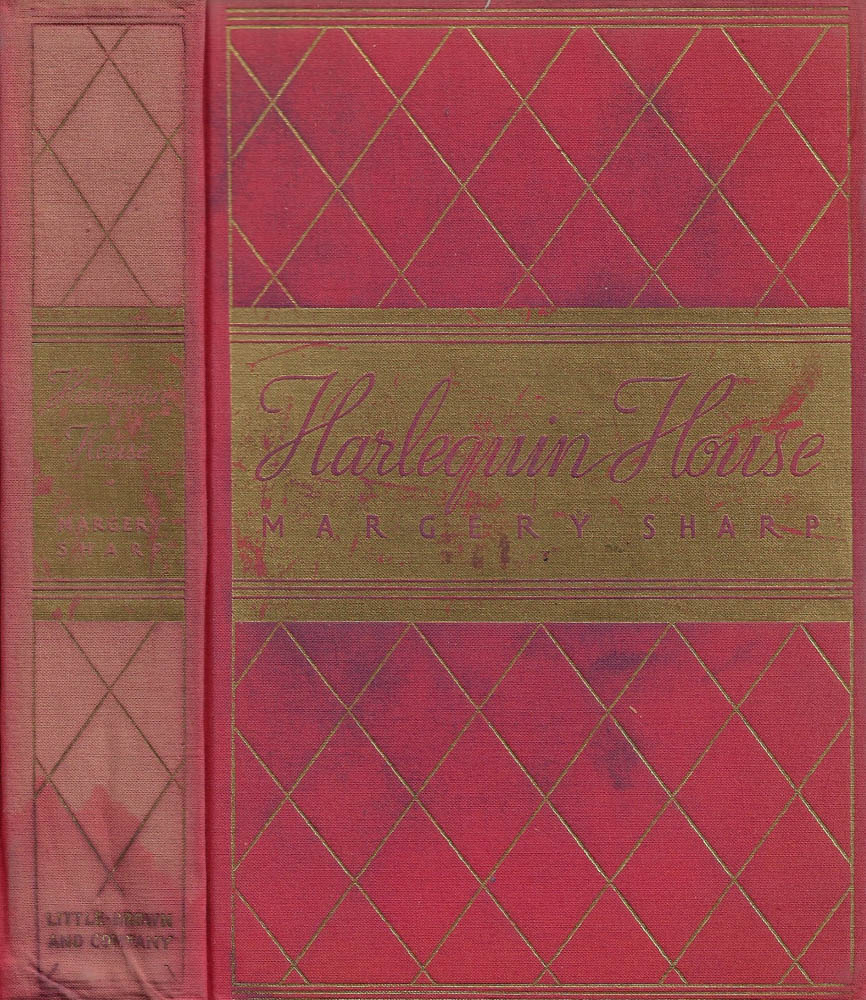 Harlequin
House
MARGERY
SHARP
LITTLE, BROWN
AND COMPANY
Harlequin House
MARGERY SHARP